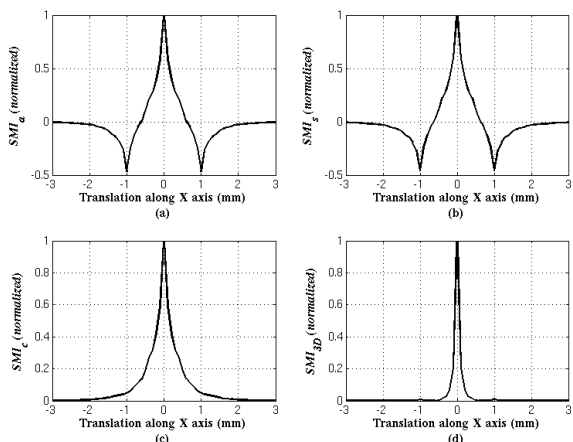 1
0.5
0
-0.5
-3 -2 -1 0 1 2 3
SMI_a (normalized)
Translation along X axis (mm)
(a)
1
0.5
0
-0.5
-3 -2 -1 0 1 2 3
SMI_s (normalized)
Translation along X axis (mm)
(b)
1
0.8
0.6
0.4
0.2
0
-3 -2 -1 0 1 2 3
SMI_c (normalized)
Translation along X axis (mm)
(c)
1
0.8
0.6
0.4
0.2
0
-3 -2 -1 0 1 2 3
SMI_3D (normalized)
Translation along X axis (mm)
(d)